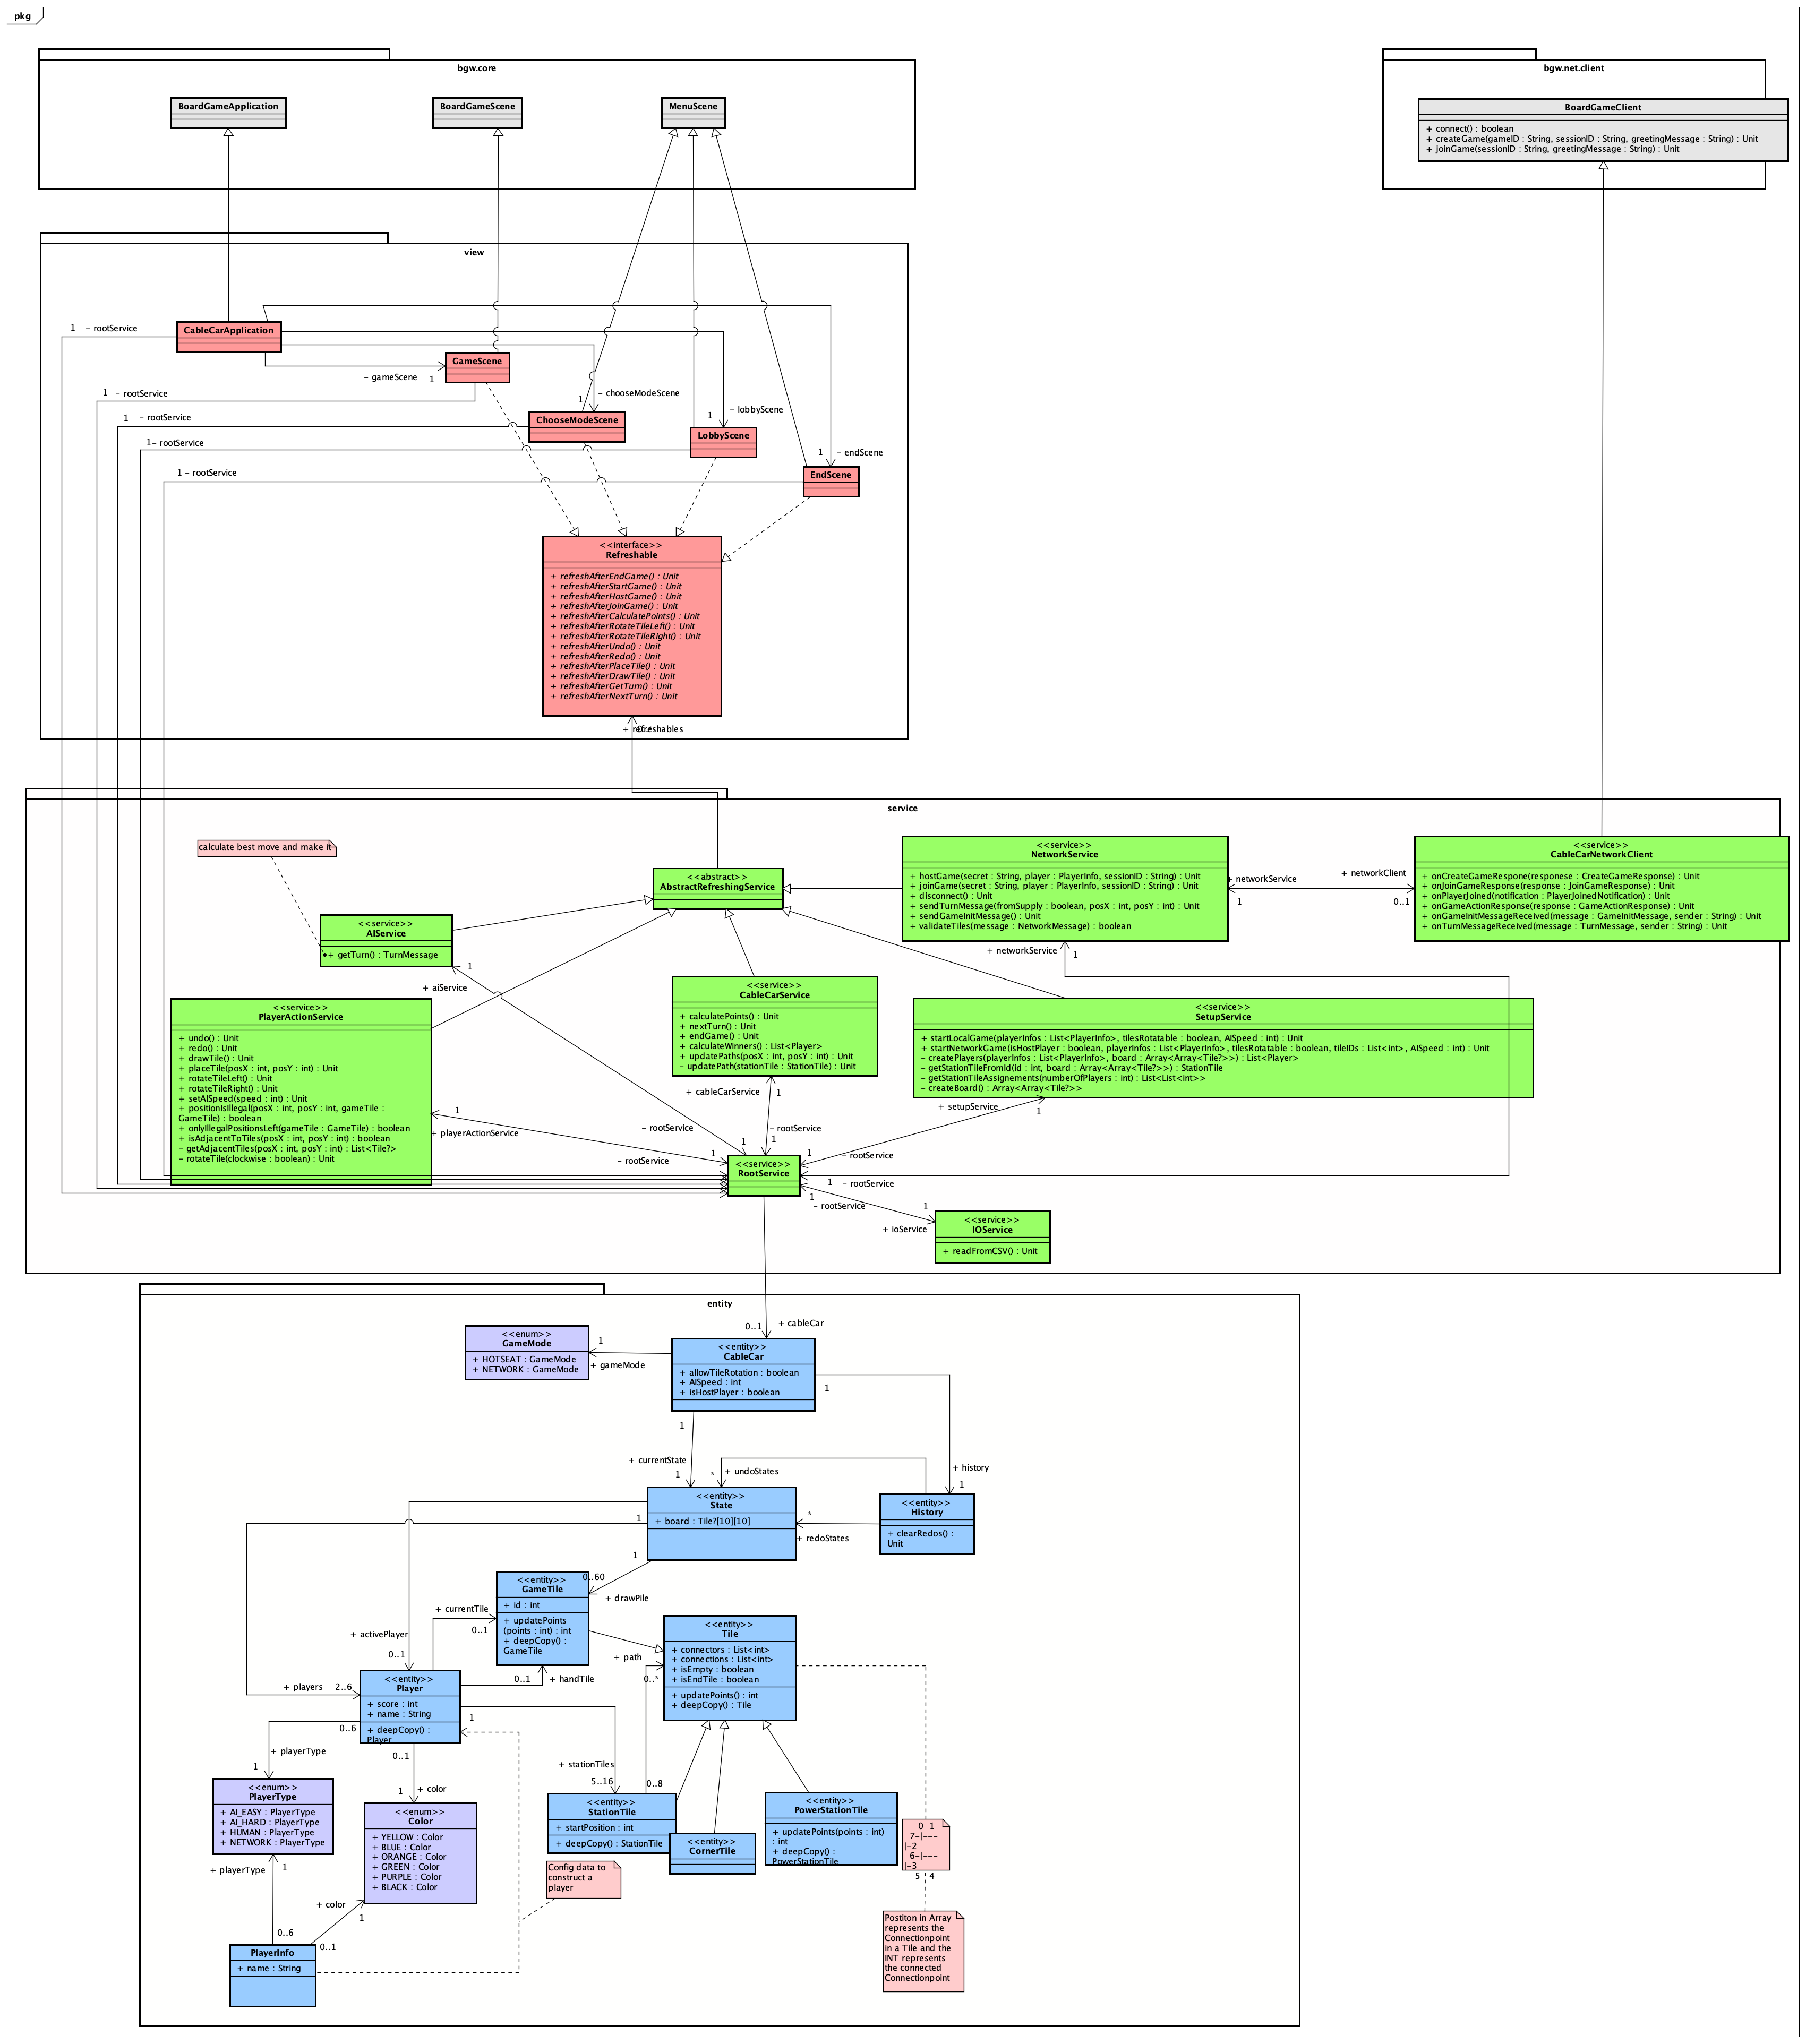 pkg
bgw.core
BoardGameApplication
BoardGameScene
MenuScene
bgw.net.client
BoardGameClient
+ connect() : boolean
+ createGame(gameID : String, sessionID : String, greetingMessage : String) : Unit
+ joinGame(sessionID : String, greetingMessage : String) : Unit
view
CableCarApplication
1 – rootService
GameScene
– gameScene 1
1 – rootService
– chooseModeScene
1
ChooseModeScene
1 – rootService
– lobbyScene
1
LobbyScene
1 – rootService
1 – endScene
EndScene
1 – rootService
<<interface>>
Refreshable
+ refreshAfterEndGame() : Unit
+ refreshAfterStartGame() : Unit
+ refreshAfterHostGame() : Unit
+ refreshAfterJoinGame() : Unit
+ refreshAfterCalculatePoints() : Unit
+ refreshAfterRotateTileLeft() : Unit
+ refreshAfterRotateTileRight() : Unit
+ refreshAfterUndo() : Unit
+ refreshAfterRedo() : Unit
+ refreshAfterPlaceTile() : Unit
+ refreshAfterDrawTile() : Unit
+ refreshAfterGetTurn() : Unit
+ refreshAfterNextTurn() : Unit
+ refreshables
0..*
service
calculate best move and make it
<<abstract>>
AbstractRefreshingService
<<service>>
NetworkService
+ hostGame(secret : String, player : PlayerInfo, sessionID : String) : Unit
+ joinGame(secret : String, player : PlayerInfo, sessionID : String) : Unit
+ disconnect() : Unit
+ sendTurnMessage(fromSupply : boolean, posX : int, posY : int) : Unit
+ sendGameInitMessage() : Unit
+ validateTiles(message : NetworkMessage) : boolean
+ networkService
1
+ networkClient
0..1
<<service>>
CableCarNetworkClient
+ onCreateGameRespone(responese : CreateGameResponse) : Unit
+ onJoinGameResponse(response : JoinGameResponse) : Unit
+ onPlayerJoined(notification : PlayerJoinedNotification) : Unit
+ onGameActionResponse(response : GameActionResponse) : Unit
+ onGameInitMessageReceived(message : GameInitMessage, sender : String) : Unit
+ onTurnMessageReceived(message : TurnMessage, sender : String) : Unit
<<service>>
AIService
+ getTurn() : TurnMessage
1
+ aiService
+ networkService
1
<<service>>
PlayerActionService
+ undo() : Unit
+ redo() : Unit
+ drawTile() : Unit
+ placeTile(posX : int, posY : int) : Unit
+ rotateTileLeft() : Unit
+ rotateTileRight() : Unit
+ setAISpeed(speed : int) : Unit
+ positionIsIllegal(posX : int, posY : int, gameTile :
GameTile) : boolean
+ onlyIllegalPositionsLeft(gameTile : GameTile) : boolean
+ isAdjacentToTiles(posX : int, posY : int) : boolean
– getAdjacentTiles(posX : int, posY : int) : List<Tile?>
– rotateTile(clockwise : boolean) : Unit
<<service>>
CableCarService
+ calculatePoints() : Unit
+ nextTurn() : Unit
+ endGame() : Unit
+ calculateWinners() : List<Player>
+ updatePaths(posX : int, posY : int) : Unit
– updatePath(stationTile : StationTile) : Unit
<<service>>
SetupService
+ startLocalGame(playerInfos : List<PlayerInfo>, tilesRotatable : boolean, AISpeed : int) : Unit
+ startNetworkGame(isHostPlayer : boolean, playerInfos : List<PlayerInfo>, tilesRotatable : boolean, tileIDs : List<int>, AISpeed : int) : Unit
– createPlayers(playerInfos : List<PlayerInfo>, board : Array<Array<Tile?>>) : List<Player>
– getStationTileFromId(id : int, board : Array<Array<Tile?>>) : StationTile
– getStationTileAssignements(numberOfPlayers : int) : List<List<int>>
– createBoard() : Array<Array<Tile?>>
+ cableCarService 1
+ setupService 1
1
+ playerActionService
– rootService
1
– rootService
1
– rootService
1
1
– rootService
<<service>>
RootService
1 – rootService
1
– rootService
1
+ ioService
<<service>>
IOService
+ readFromCSV() : Unit
entity
0..1 + cableCar
<<enum>>
GameMode
+ HOTSEAT : GameMode
+ NETWORK : GameMode
1
+ gameMode
<<entity>>
CableCar
+ allowTileRotation : boolean
+ AISpeed : int
+ isHostPlayer : boolean
1
1
+ currentState
1
* + undoStates
+ history
1
<<entity>>
State
+ board : Tile?[10][10]
1
*
+ redoStates
<<entity>>
History
+ clearRedos() :
Unit
1
0..60
+ drawPile
<<entity>>
GameTile
+ id : int
+ updatePoints
(points : int) : int
+ deepCopy() :
GameTile
+ currentTile
0..1
+ activePlayer
0..1
0..1 + handTile
<<entity>>
Tile
+ connectors : List<int>
+ connections : List<int>
+ isEmpty : boolean
+ isEndTile : boolean
+ updatePoints() : int
+ deepCopy() : Tile
+ path
0..*
+ players 2..6
<<entity>>
Player
+ score : int
+ name : String
+ deepCopy() :
Player
1
0..6
+ playerType
1
0..1
1 + color
+ stationTiles
5..16
0..8
<<enum>>
PlayerType
+ AI_EASY : PlayerType
+ AI_HARD : PlayerType
+ HUMAN : PlayerType
+ NETWORK : PlayerType
<<enum>>
Color
+ YELLOW : Color
+ BLUE : Color
+ ORANGE : Color
+ GREEN : Color
+ PURPLE : Color
+ BLACK : Color
<<entity>>
StationTile
+ startPosition : int
+ deepCopy() : StationTile
<<entity>>
CornerTile
<<entity>>
PowerStationTile
+ updatePoints(points : int)
: int
+ deepCopy() :
PowerStationTile
0 1
7–|–––
|–2
6–|–––
|–3
5 4
+ playerType 1
+ color
1
Config data to
construct a
player
Postiton in Array
represents the
Connectionpoint
in a Tile and the
INT represents
the connected
Connectionpoint
0..6
0..1
PlayerInfo
+ name : String